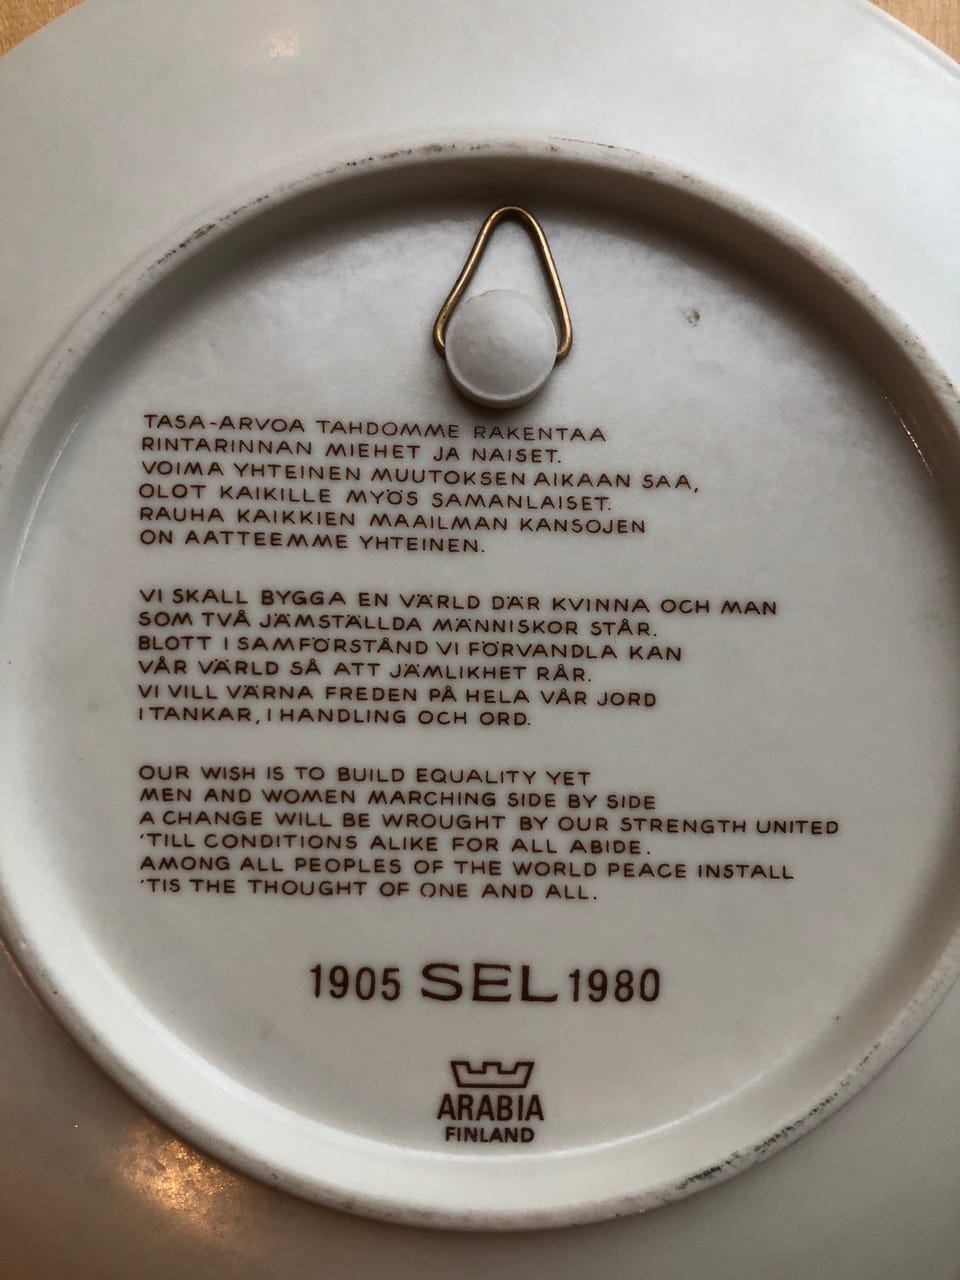 TASA-ARVOA TAHDOMME RAKENTAA
RINTARINNAN MIEHET JA NAISET.
VOIMA YHTEINEN MUUTOKSEN AIKAAN SAA,
OLOT KAIKILLE MYÖS SAMANLAISET.
RAUHA KAIKKIEN MAAILMAN KANSOJEN
ON AATTEEMME YHTEINEN.
VI SKALL BYGGA EN VÄRLD DÄR KVINNA OCH MAN
SOM TVÅ JÄMSTÄLLDA MÄNNISKOR STÅR.
BLOTT I SAMFÖRSTÅND VI FÖRVANDLA KAN
VÅR VÄRLD SÅ ATT JÄMLIKHET RÅR.
VI VILL VÄRNA FREDEN PÅ HELA VÅR JORD
I TANKAR, I HANDLING OCH ORD.
OUR WISH IS TO BUILD EQUALITY YET
MEN AND WOMEN MARCHING SIDE BY SIDE
A CHANGE WILL BE WROUGHT BY OUR STRENGTH UNITED
'TILL CONDITIONS ALIKE FOR ALL ABIDE.
AMONG ALL PEOPLES OF THE WORLD PEACE INSTALL
'TIS THE THOUGHT OF ONE AND ALL.
1905 SEL 1980
ARABIA
FINLAND